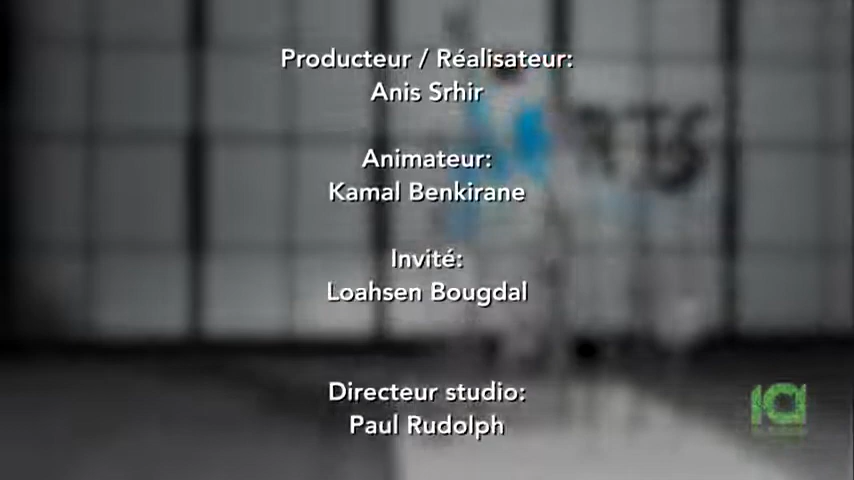 Producteur / Réalisateur:
Anis Srhir
Animateur:
Kamal Benkirane
Invité:
Loahsen Bougdal
Directeur studio:
Paul Rudolph